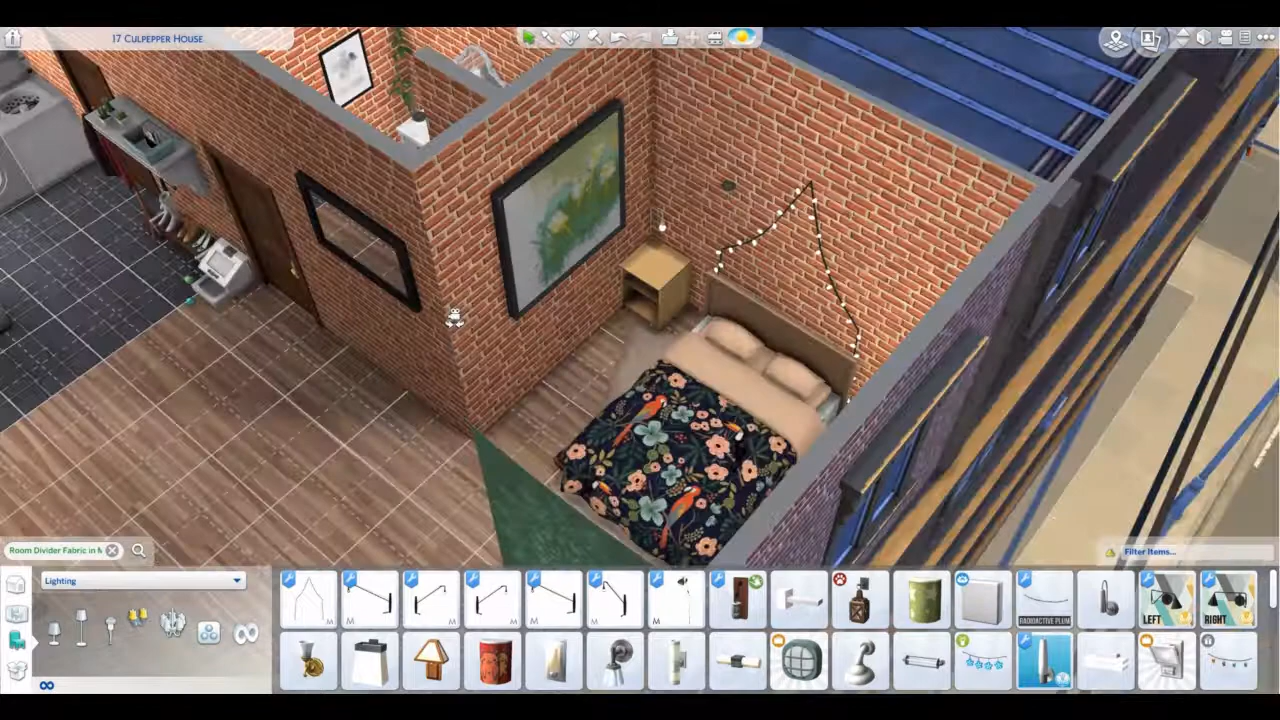 17 Culpepper House
Room Divider Fabric in M
Filter Items...
Lighting
M
M
M
M
M
M
M
RADIOACTIVE PLUM
LEFT
RIGHT